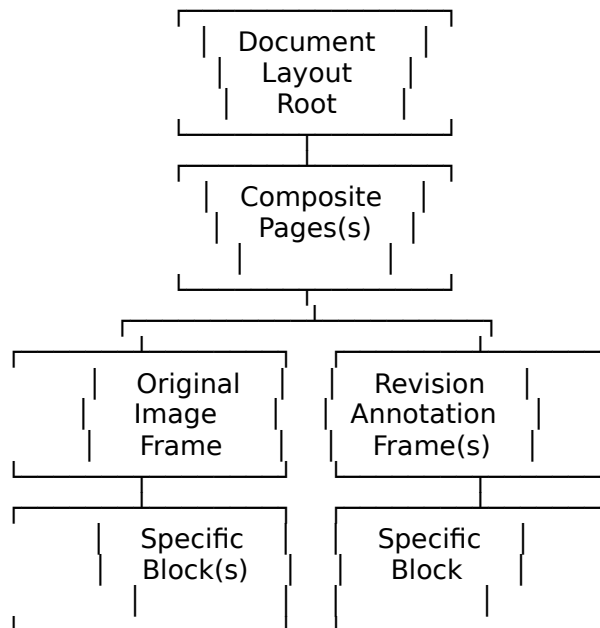 Document
Layout
Root
Composite
Pages(s)
Original
Image
Frame
Revision
Annotation
Frame(s)
Specific
Block(s)
Specific
Block